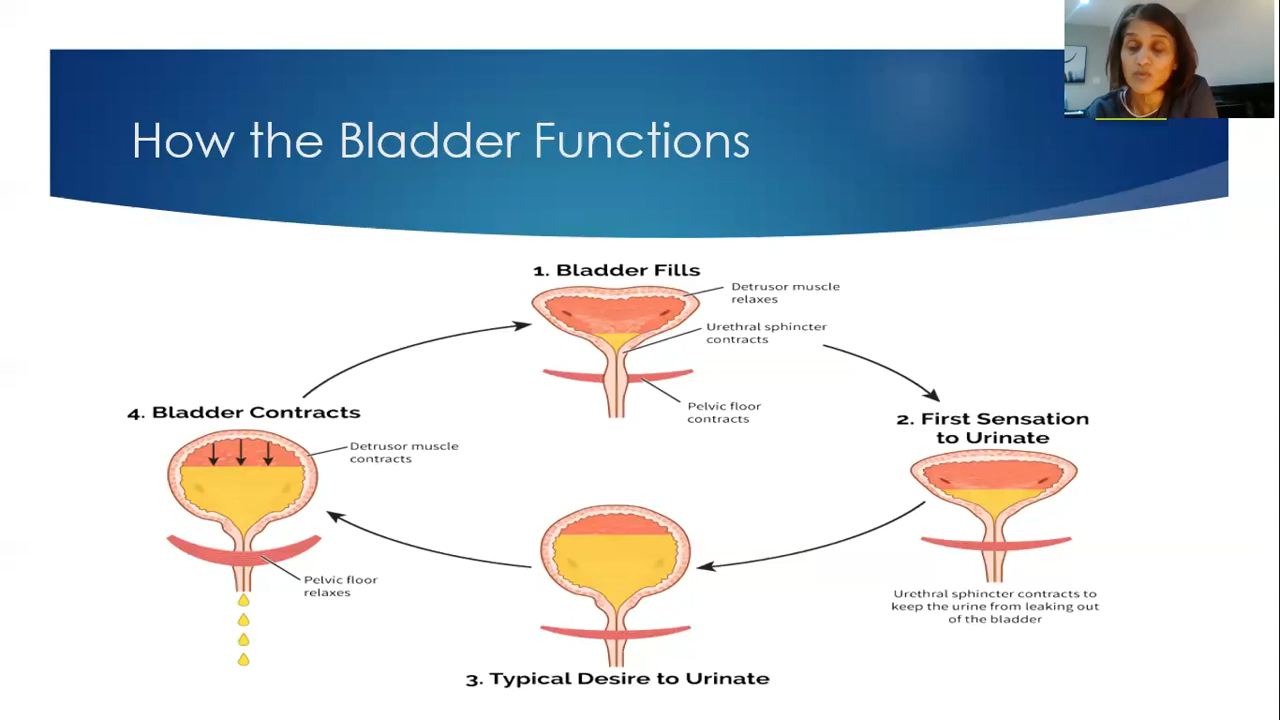 How the Bladder Functions
1. Bladder Fills
Detrusor muscle
relaxes
Urethral sphincter
contracts
Pelvic floor
contracts
2. First Sensation
to Urinate
Urethral sphincter contracts to
keep the urine from leaking out
of the bladder
3. Typical Desire to Urinate
4. Bladder Contracts
Detrusor muscle
contracts
Pelvic floor
relaxes